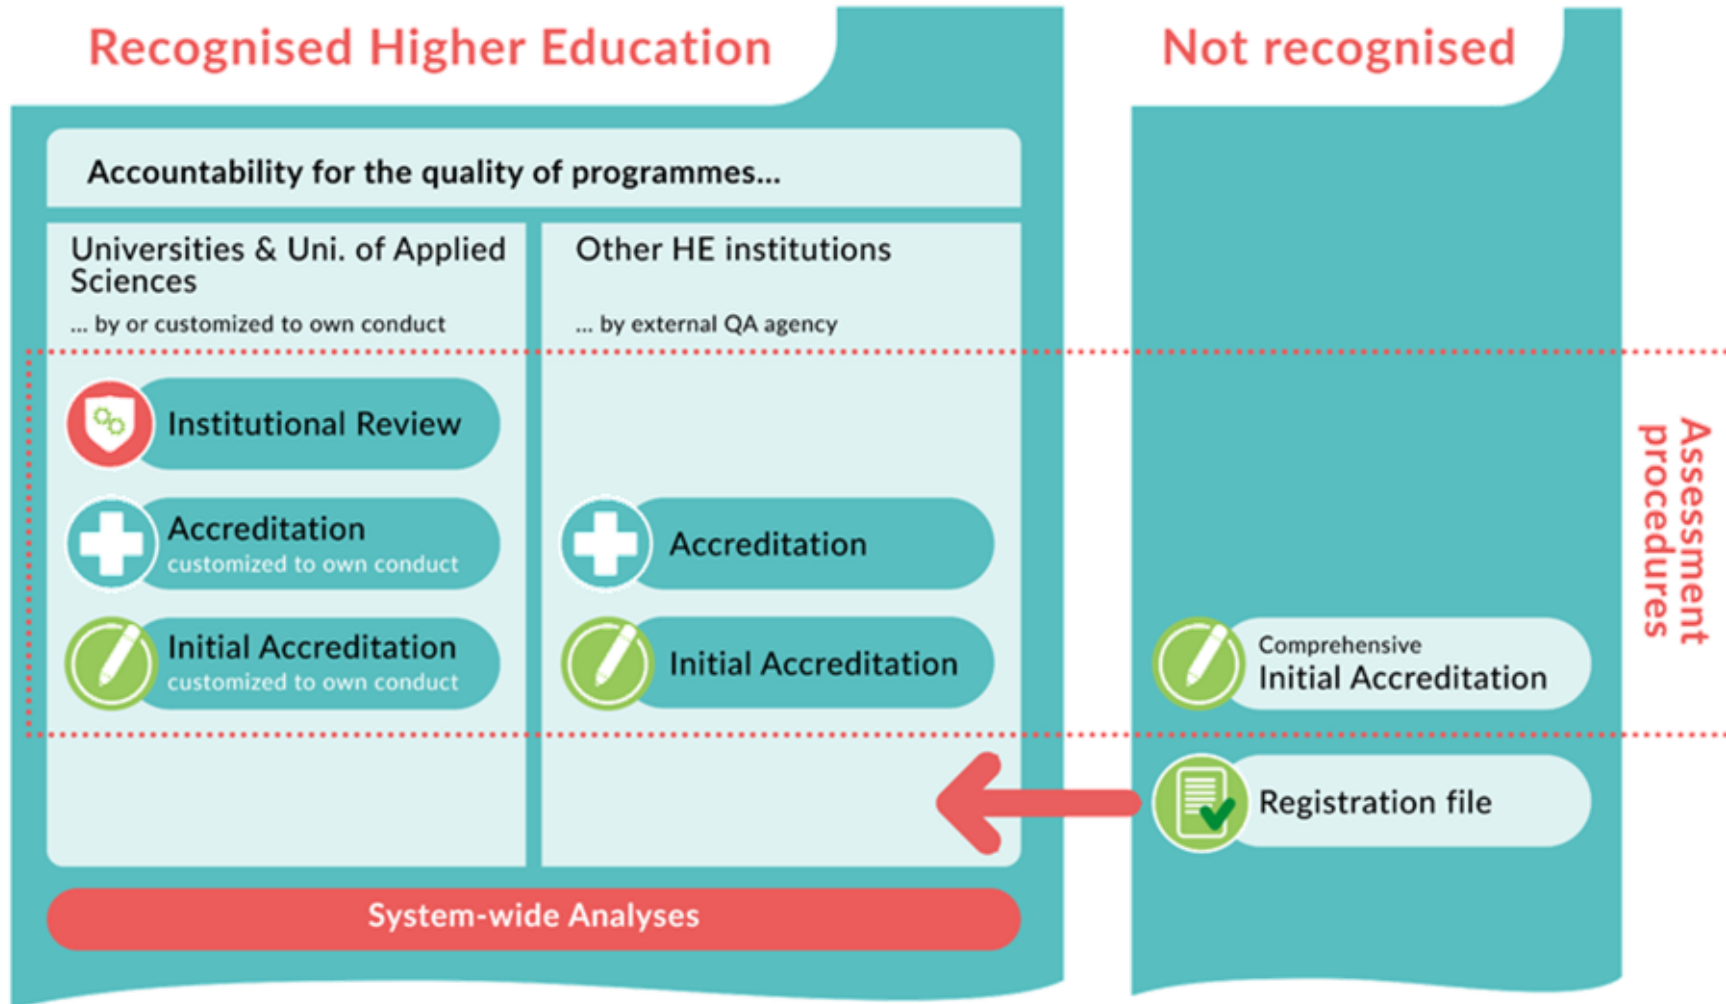 Recognised Higher Education
Not recognised
Accountability for the quality of programmes...
Universities & Uni. of Applied
Sciences
... by or customized to own conduct
Other HE institutions
... by external QA agency
Institutional Review
Accreditation
customized to own conduct
Accreditation
Initial Accreditation
customized to own conduct
Initial Accreditation
Comprehensive
Initial Accreditation
Assessment
procedures
Registration file
System-wide Analyses